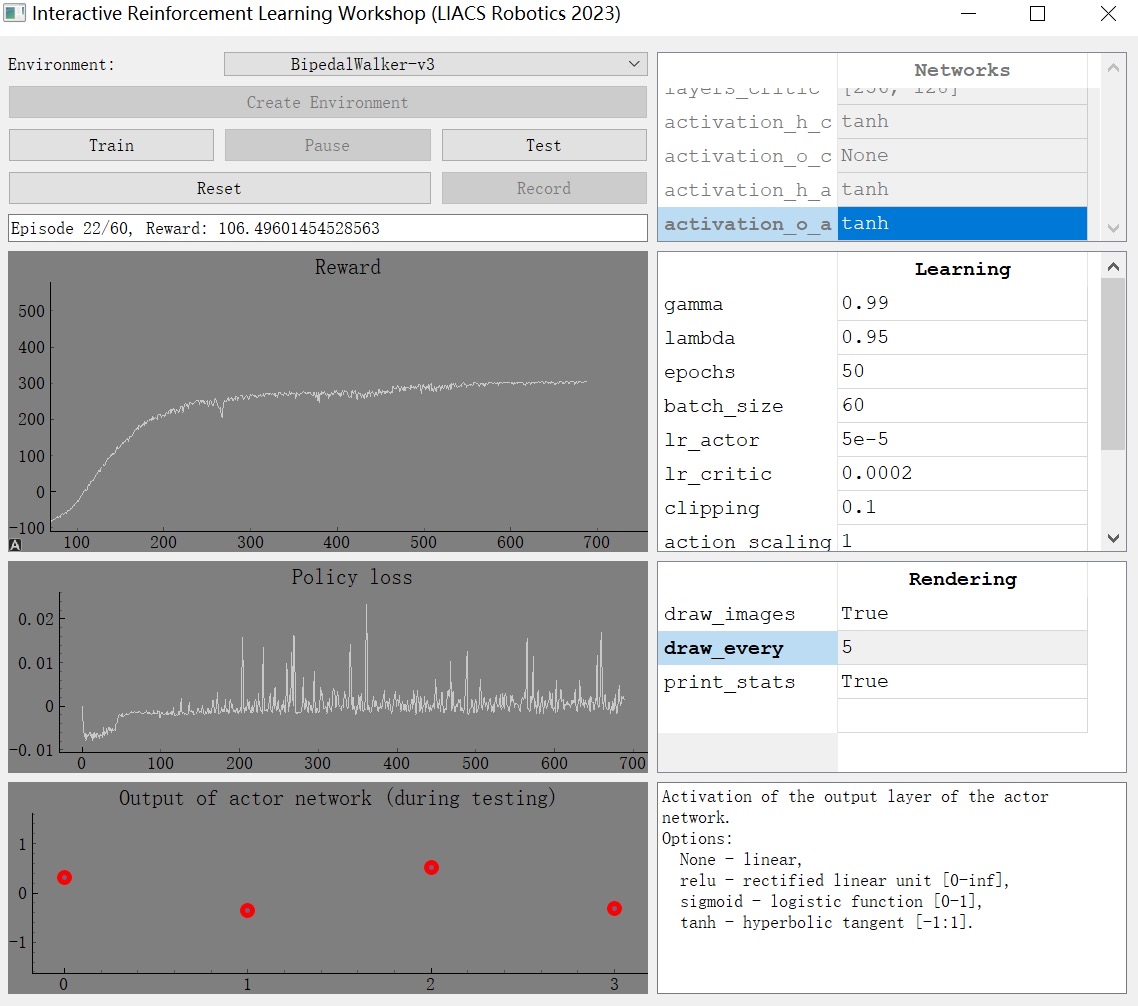 Interactive Reinforcement Learning Workshop (LIACS Robotics 2023)
Environment: BipedalWalker-v3
Create Environment
Train Pause Test
Reset Record
Episode 22/60, Reward: 106.49601454528563
Reward
500
400
300
200
100
0
-100
A
100 200 300 400 500 600 700
Policy loss
0.02
0.01
0
-0.01
0 100 200 300 400 500 600 700
Output of actor network (during testing)
1
0
-1
0 1 2 3
Networks
layers_critic [256, 128]
activation_h_c tanh
activation_o_c None
activation_h_a tanh
activation_o_a tanh
Learning
gamma 0.99
lambda 0.95
epochs 50
batch_size 60
lr_actor 5e-5
lr_critic 0.0002
clipping 0.1
action_scaling 1
Rendering
draw_images True
draw_every 5
print_stats True
Activation of the output layer of the actor
network.
Options:
None - linear,
relu - rectified linear unit [0-inf],
sigmoid - logistic function [0-1],
tanh - hyperbolic tangent [-1:1].